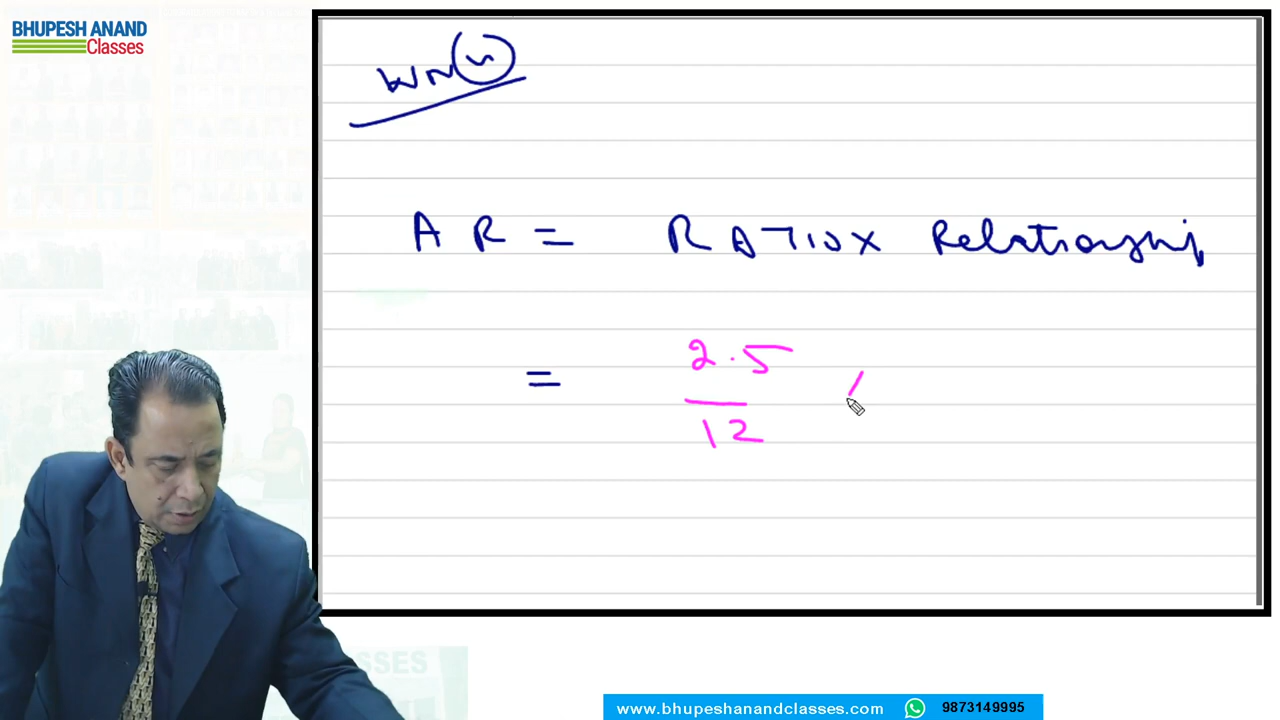 BHUPESH ANAND
Classes
WN
AR = RATIO X Relationship
= 2.5
12
www.bhupeshanandclasses.com 9873149995